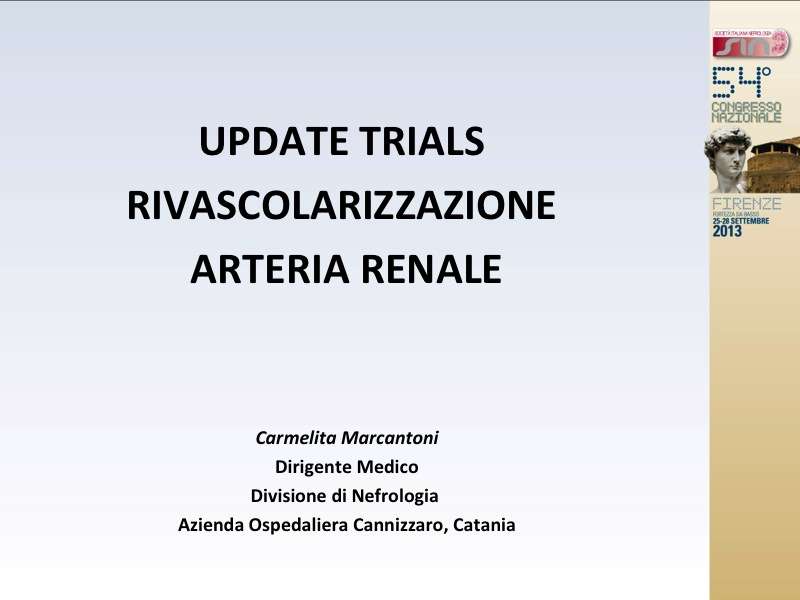 UPDATE TRIALS
RIVASCOLARIZZAZIONE
ARTERIA RENALE
Carmelita Marcantoni
Dirigente Medico
Divisione di Nefrologia
Azienda Ospedaliera Cannizzaro, Catania
SOCIETÀ ITALIANA NEFROLOGIA
SIN
54°
CONGRESSO
NAZIONALE
FIRENZE
FORTEZZA DA BASSO
25-28 SETTEMBRE
2013